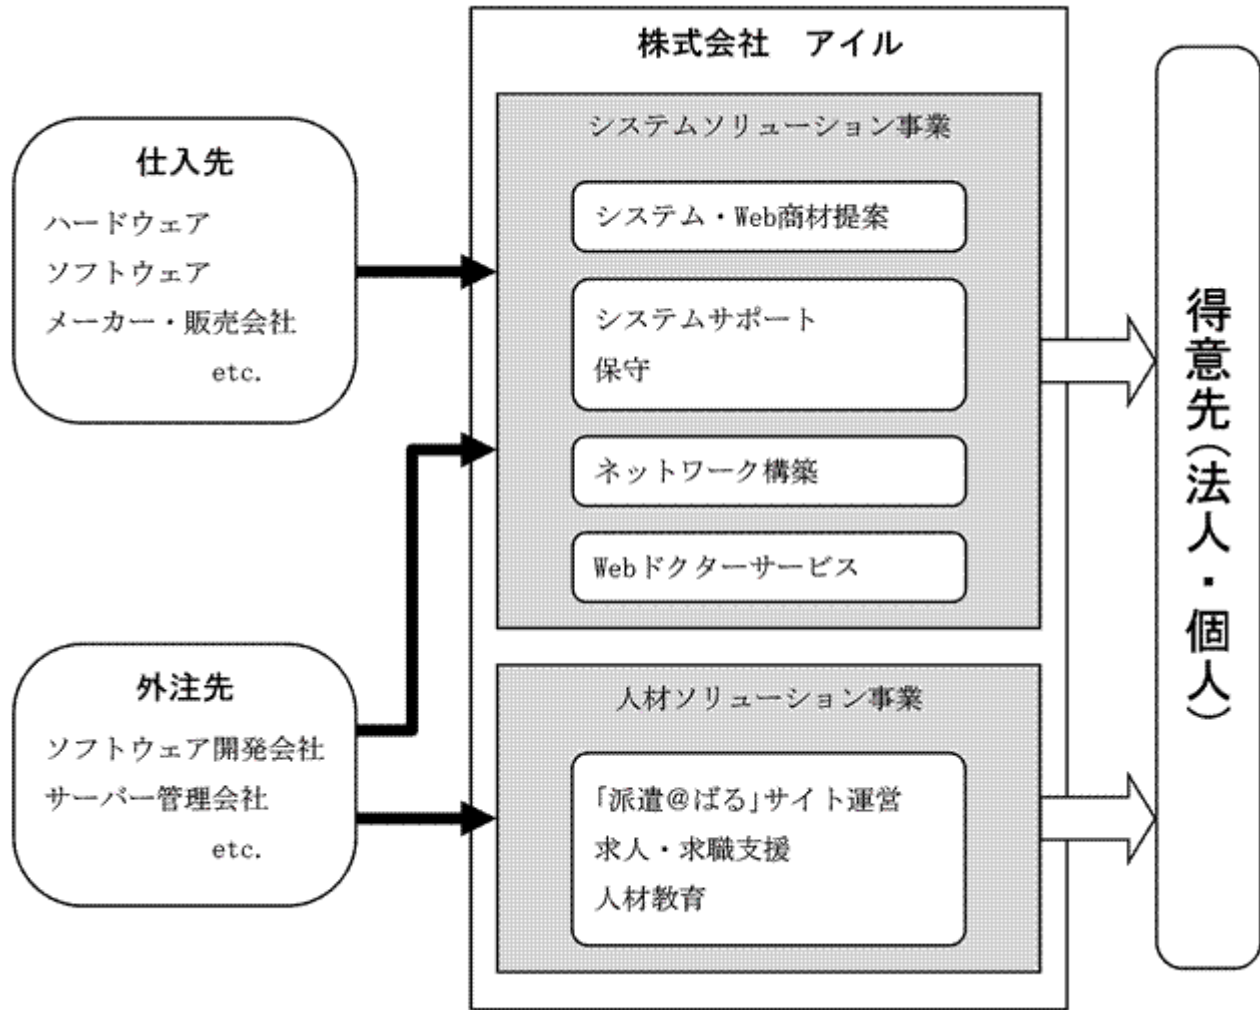 株式会社　アイル
仕入先
ハードウェア
ソフトウェア
メーカー・販売会社
etc.
外注先
ソフトウェア開発会社
サーバー管理会社
etc.
システムソリューション事業
システム・Web商材提案
システムサポート
保守
ネットワーク構築
Webドクターサービス
人材ソリューション事業
「派遣@ばる」サイト運営
求人・求職支援
人材教育
得意先(法人・個人)